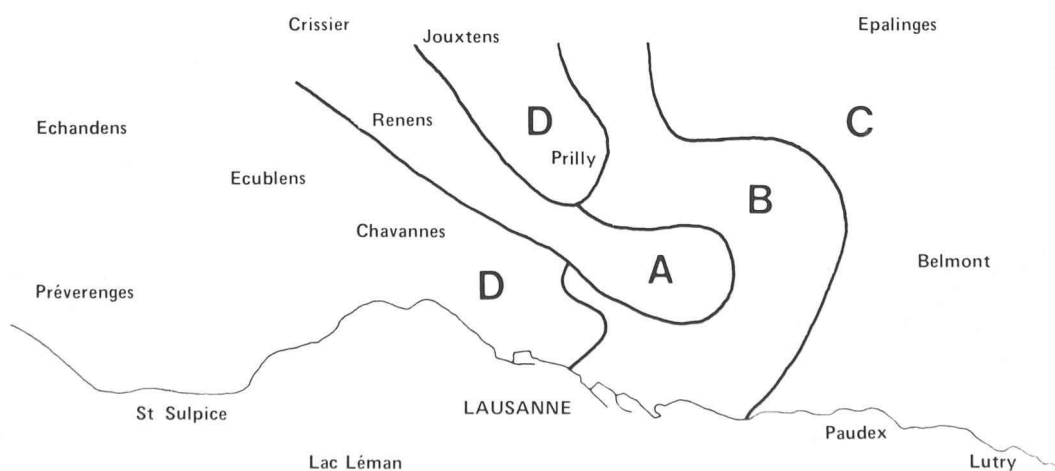 Crissier
Jouxtens
Epalinges
Echandens
Renens
D
C
Prilly
Ecublens
B
Chavannes
A
Belmont
Préverenges
D
St Sulpice
LAUSANNE
Paudex
Lac Léman
Lutry